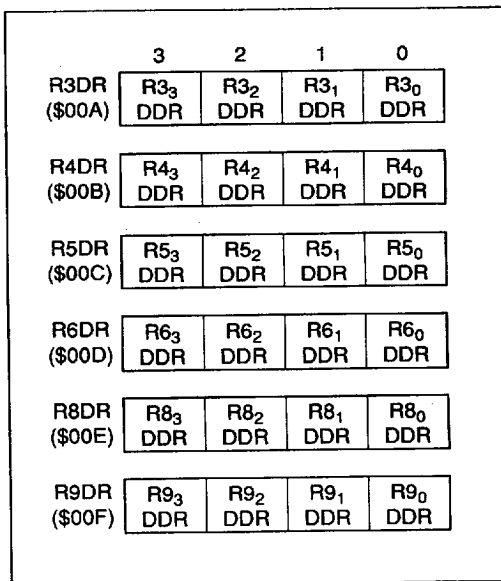 3 2 1 0
R3DR R3₃ R3₂ R3₁ R3₀
($00A) DDR DDR DDR DDR
R4DR R4₃ R4₂ R4₁ R4₀
($00B) DDR DDR DDR DDR
R5DR R5₃ R5₂ R5₁ R5₀
($00C) DDR DDR DDR DDR
R6DR R6₃ R6₂ R6₁ R6₀
($00D) DDR DDR DDR DDR
R8DR R8₃ R8₂ R8₁ R8₀
($00E) DDR DDR DDR DDR
R9DR R9₃ R9₂ R9₁ R9₀
($00F) DDR DDR DDR DDR